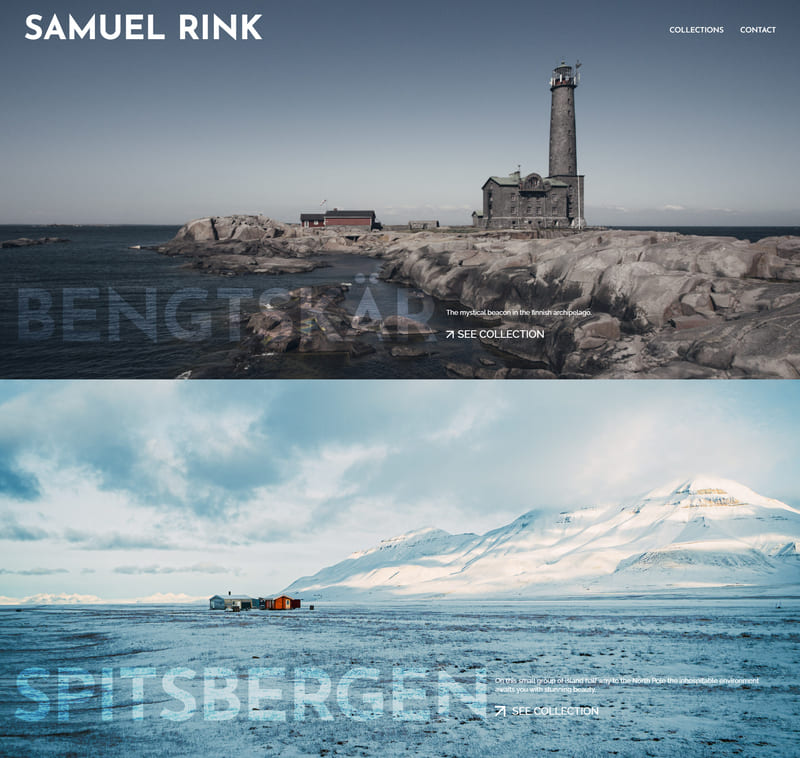 SAMUEL RINK
COLLECTIONS CONTACT
BENGTSKÄR
The mystical beacon in the finnish archipelago.
SEE COLLECTION
SPITSBERGEN
On this small group of island half way to the North Pole the inhospitable environment
awaits you with stunning beauty.
SEE COLLECTION